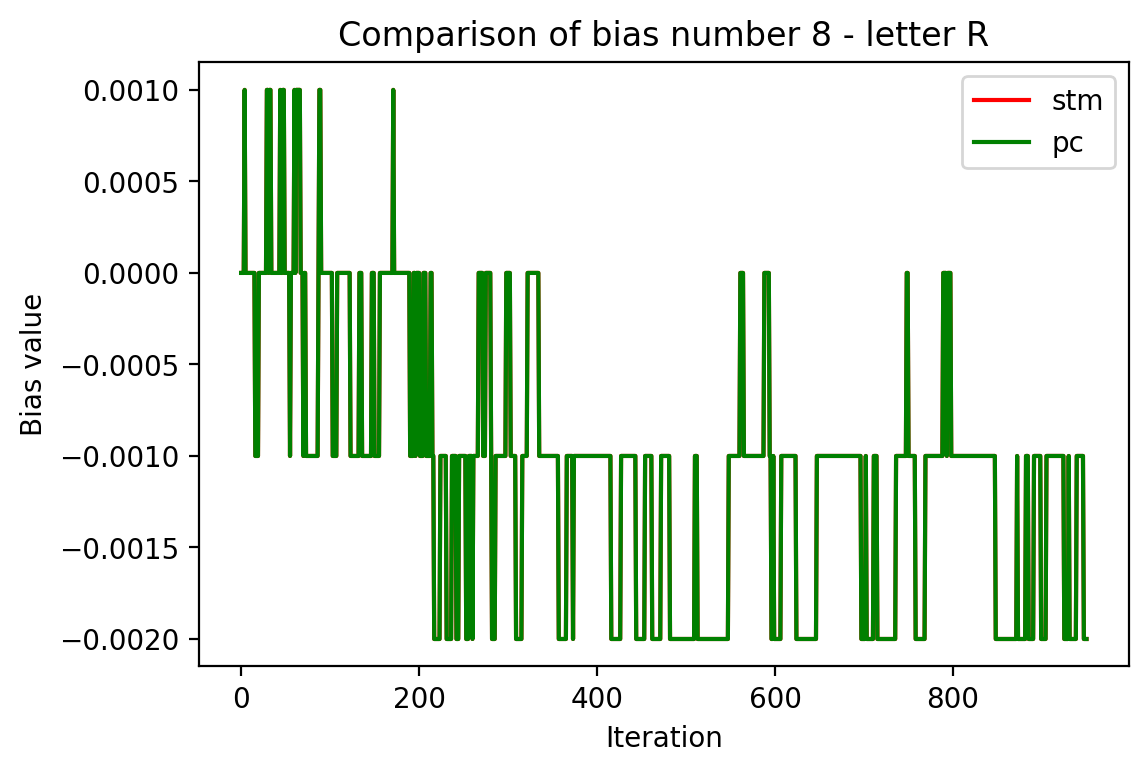 Comparison of bias number 8 - letter R
stm
pc
0.0010
0.0005
0.0000
−0.0005
−0.0010
−0.0015
−0.0020
Bias value
0 200 400 600 800
Iteration